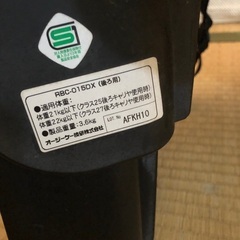 RBC-016DX（後ろ用）
●適用体重：
体重21kg以下（クラス25後ろキャリヤ使用時）
体重22kg以下（クラス27後ろキャリヤ使用時）
●製品重量：3.6kg
オージーケー技研株式会社
LOT No
AFKH10